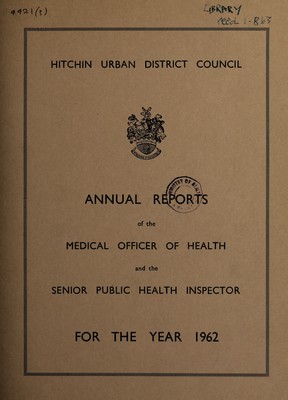 LIBRARY
HITCHIN URBAN DISTRICT COUNCIL
ANNUAL REPORTS
of the
MEDICAL OFFICER OF HEALTH
and the
SENIOR PUBLIC HEALTH INSPECTOR
FOR THE YEAR 1962